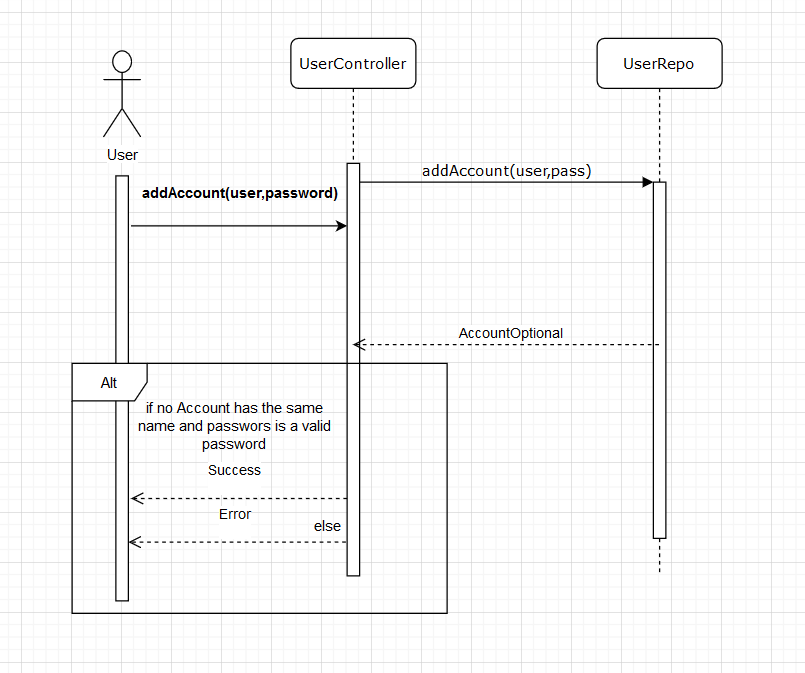 UserController
UserRepo
User
addAccount(user,pass)
addAccount(user,password)
AccountOptional
Alt
if no Account has the same
name and passwors is a valid
password
Success
Error
else